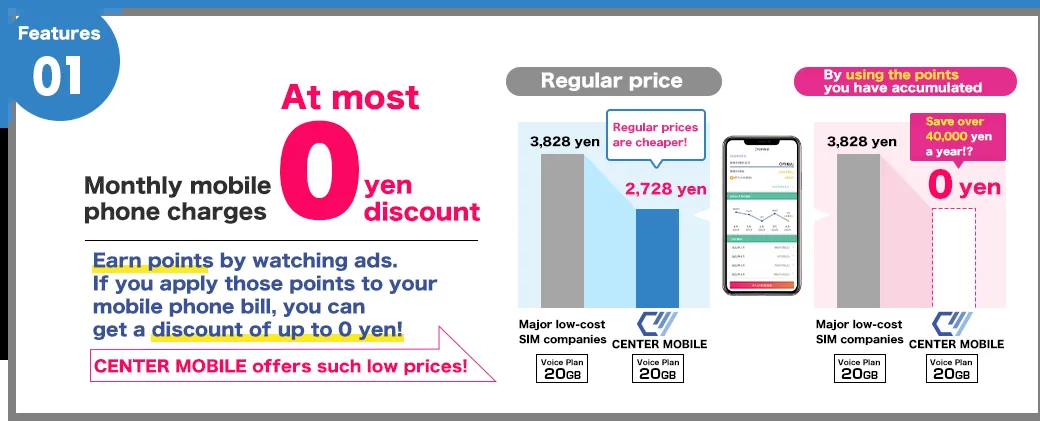 Features
01
At most
0
Monthly mobile
phone charges
yen
discount
Earn points by watching ads.
If you apply those points to your
mobile phone bill, you can
get a discount of up to 0 yen!
CENTER MOBILE offers such low prices!
Regular price
3,828 yen
Regular prices
are cheaper!
2,728 yen
Major low-cost
SIM companies
CENTER MOBILE
Voice Plan
20GB
Voice Plan
20GB
By using the points
you have accumulated
3,828 yen
Save over
40,000 yen
a year!?
0 yen
Major low-cost
SIM companies
CENTER MOBILE
Voice Plan
20GB
Voice Plan
20GB